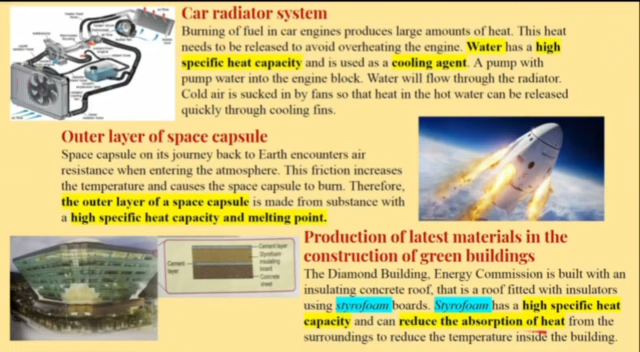 Car radiator system
Burning of fuel in car engines produces large amounts of heat. This heat
needs to be released to avoid overheating the engine. Water has a high
specific heat capacity and is used as a cooling agent. A pump with
pump water into the engine block. Water will flow through the radiator.
Cold air is sucked in by fans so that heat in the hot water can be released
quickly through cooling fins.
Outer layer of space capsule
Space capsule on its journey back to Earth encounters air
resistance when entering the atmosphere. This friction increases
the temperature and causes the space capsule to burn. Therefore,
the outer layer of a space capsule is made from substance with
a high specific heat capacity and melting point.
Cement layer
Styrofoam
insulating
board
Concrete
sheet
Cement
layer
Production of latest materials in the
construction of green buildings
The Diamond Building, Energy Commission is built with an
insulating concrete roof, that is a roof fitted with insulators
using styrofoam boards. Styrofoam has a high specific heat
capacity and can reduce the absorption of heat from the
surroundings to reduce the temperature inside the building.